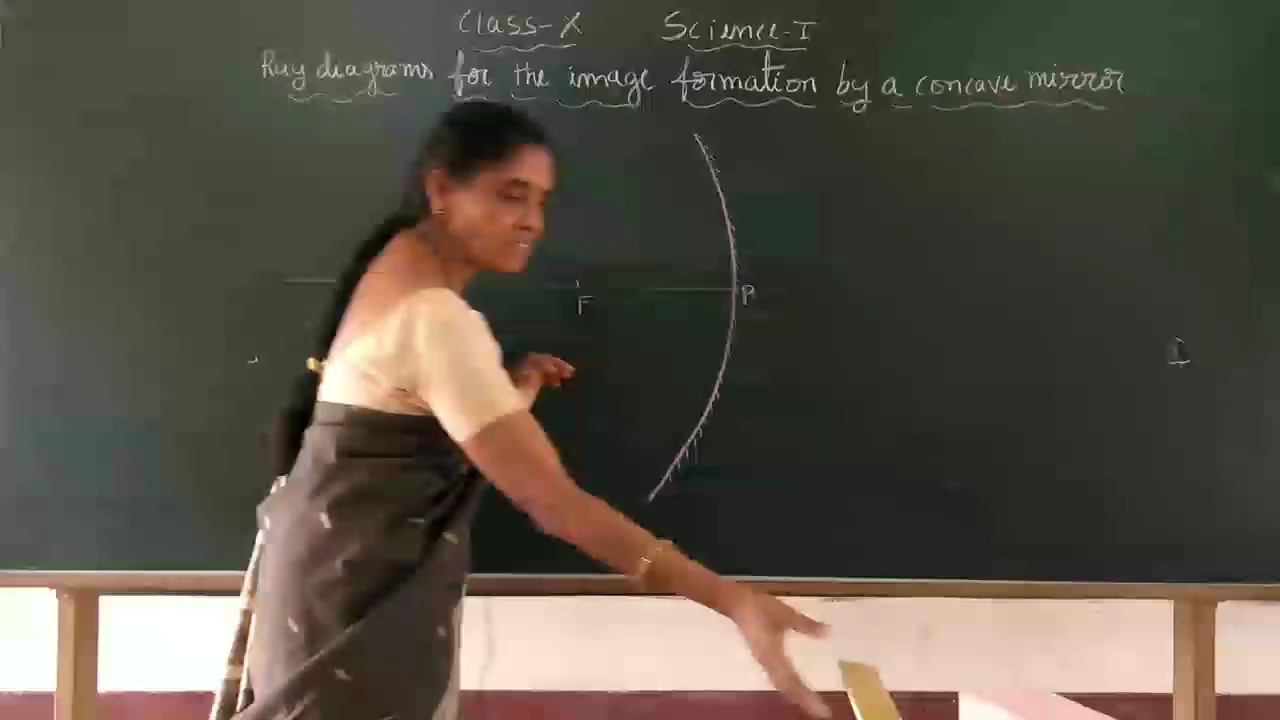 Class-X Science-I
Ray diagrams for the image formation by a concave mirror
F
P